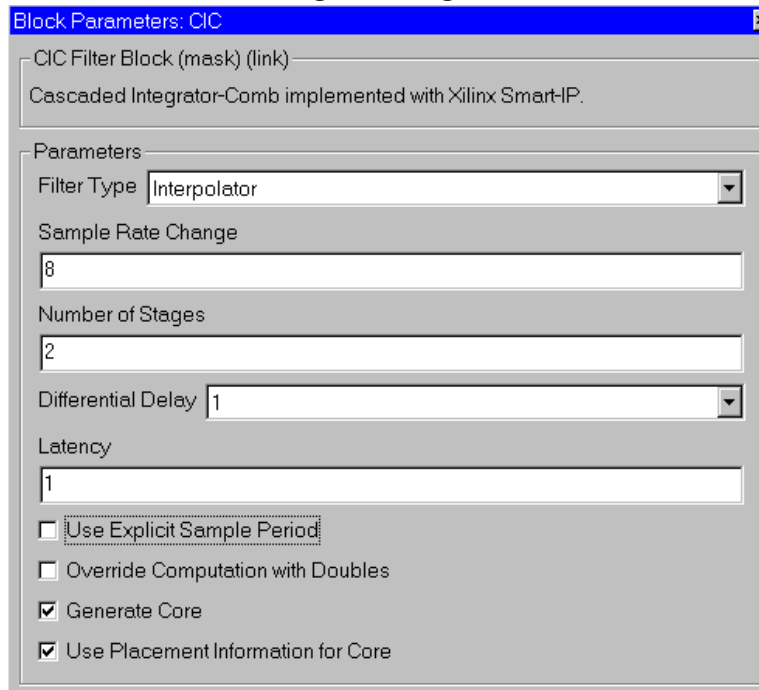 Block Parameters: CIC
CIC Filter Block (mask) (link)
Cascaded Integrator-Comb implemented with Xilinx Smart-IP.
Parameters
Filter Type Interpolator
Sample Rate Change
8
Number of Stages
2
Differential Delay 1
Latency
1
Use Explicit Sample Period
Override Computation with Doubles
Generate Core
Use Placement Information for Core